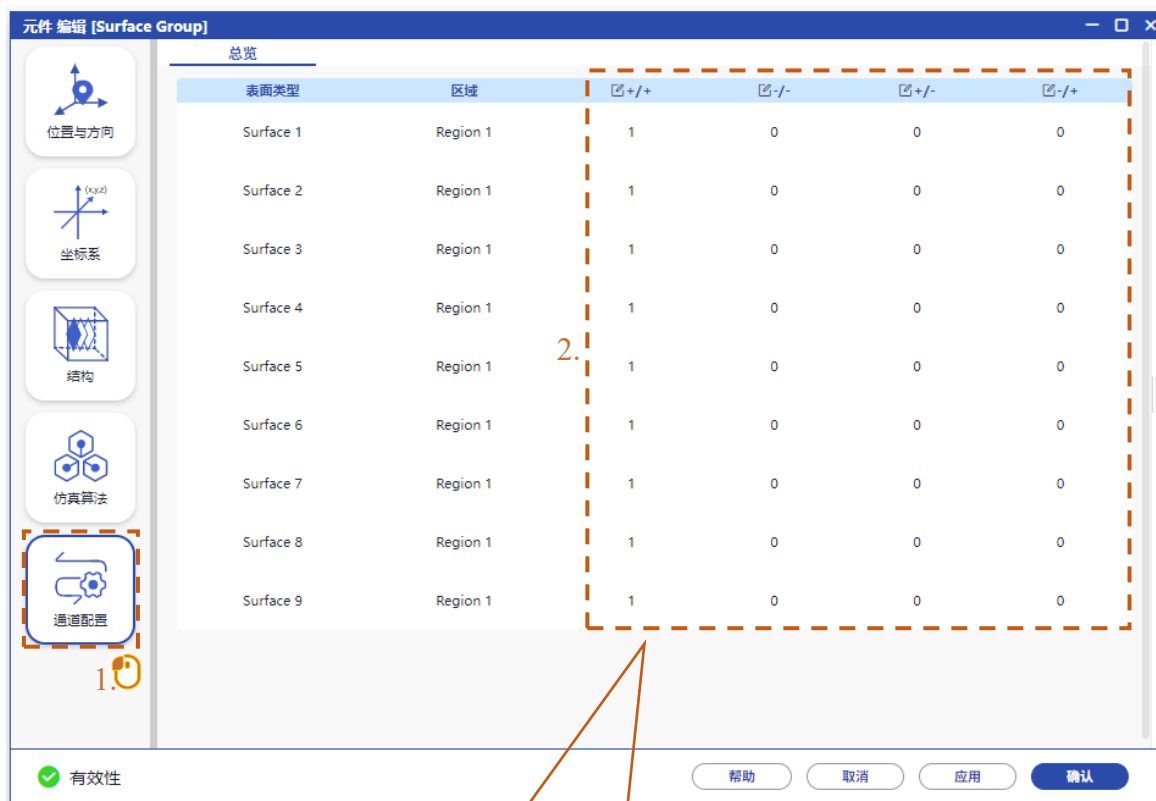 元件 编辑 [Surface Group]
总览
位置与方向
(x,y,z)
坐标系
结构
仿真算法
通道配置
1.
表面类型 区域 +/+ -/- +/- -/+
Surface 1 Region 1 1 0 0 0
Surface 2 Region 1 1 0 0 0
Surface 3 Region 1 1 0 0 0
Surface 4 Region 1 1 0 0 0
2.
Surface 5 Region 1 1 0 0 0
Surface 6 Region 1 1 0 0 0
Surface 7 Region 1 1 0 0 0
Surface 8 Region 1 1 0 0 0
Surface 9 Region 1 1 0 0 0
有效性
帮助 取消 应用 确认